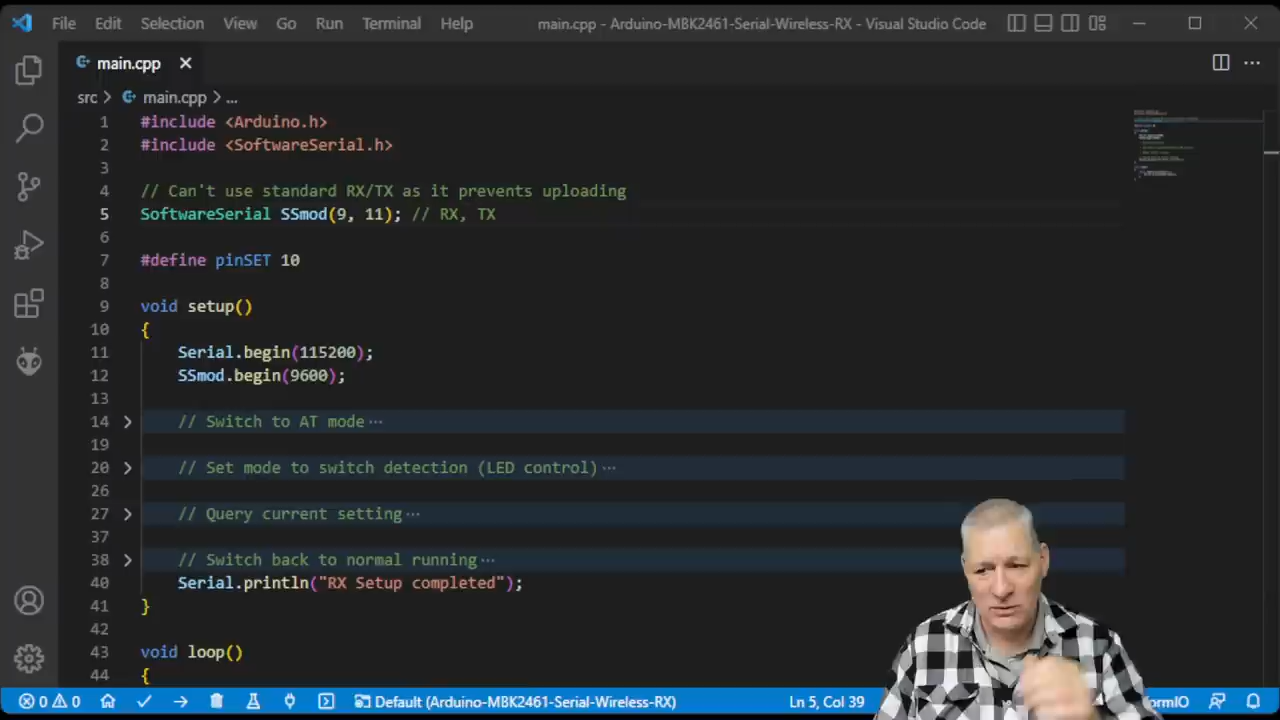 File Edit Selection View Go Run Terminal Help main.cpp - Arduino-MBK2461-Serial-Wireless-RX - Visual Studio Code
main.cpp
src > main.cpp > ...
1 #include <Arduino.h>
2 #include <SoftwareSerial.h>
3
4 // Can't use standard RX/TX as it prevents uploading
5 SoftwareSerial SSmod(9, 11); // RX, TX
6
7 #define pinSET 10
8
9 void setup()
10 {
11 Serial.begin(115200);
12 SSmod.begin(9600);
13
14 // Switch to AT mode ···
19
20 // Set mode to switch detection (LED control) ···
26
27 // Query current setting ···
37
38 // Switch back to normal running ···
40 Serial.println("RX Setup completed");
41 }
42
43 void loop()
44 {
0 0 Default (Arduino-MBK2461-Serial-Wireless-RX) Ln 5, Col 39 ormIO